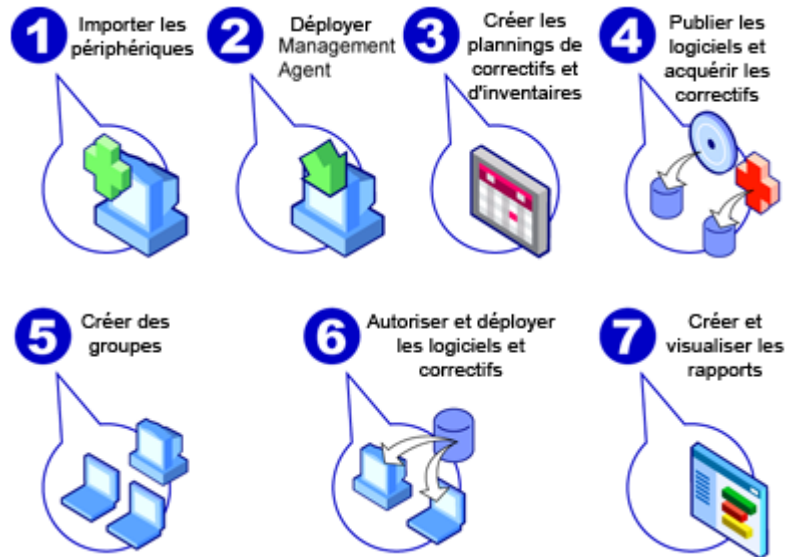 1
Importer les
périphériques
2
Déployer
Management
Agent
3
Créer les
plannings de
correctifs et
d'inventaires
4
Publier les
logiciels et
acquérir les
correctifs
5
Créer des
groupes
6
Autoriser et déployer
les logiciels et
correctifs
7
Créer et
visualiser les
rapports